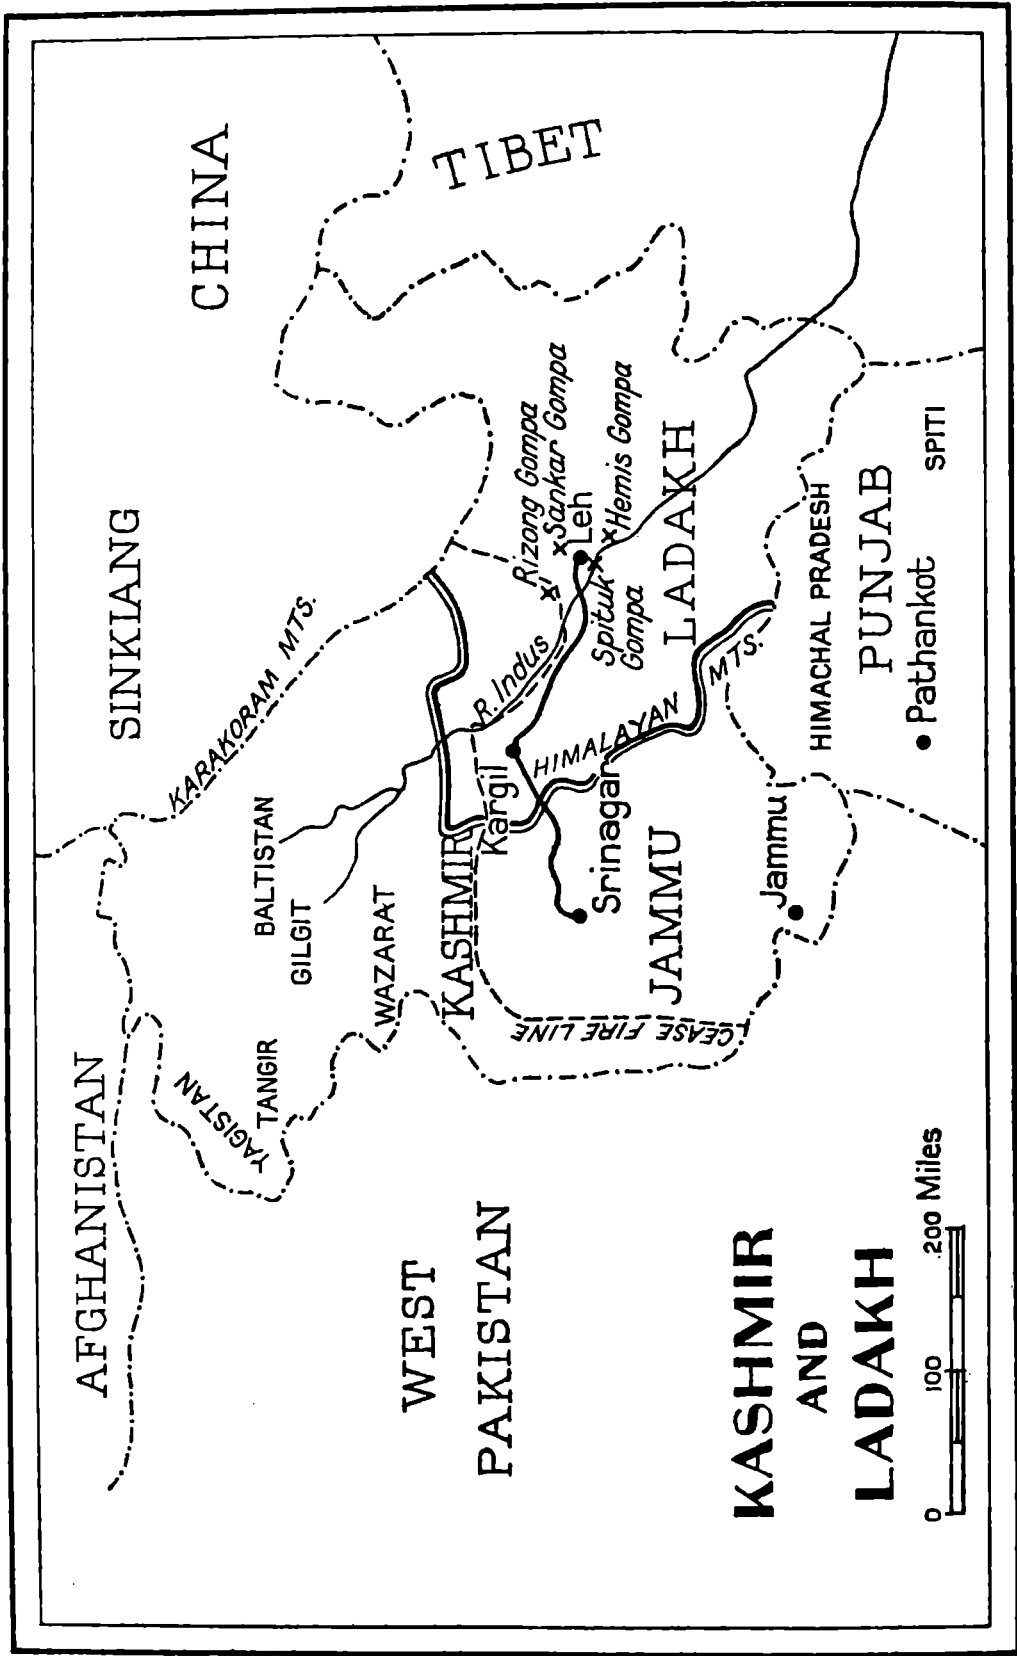 AFGHANISTAN
SINKIANG
CHINA
TIBET
KARAKORAM MTS.
YAGISTAN
TANGIR
BALTISTAN
GILGIT
WAZARAT
KASHMIR
R. Indus
Kargil
Rizong Gompa
Sankar Gompa
Leh
Hemis Gompa
Spituk
Gompa
LADAKH
HIMALAYAN MTS.
Srinagar
JAMMU
CEASE FIRE LINE
Jammu
HIMACHAL PRADESH
PUNJAB
Pathankot
SPITI
WEST
PAKISTAN
KASHMIR
AND
LADAKH
0 100 200 Miles